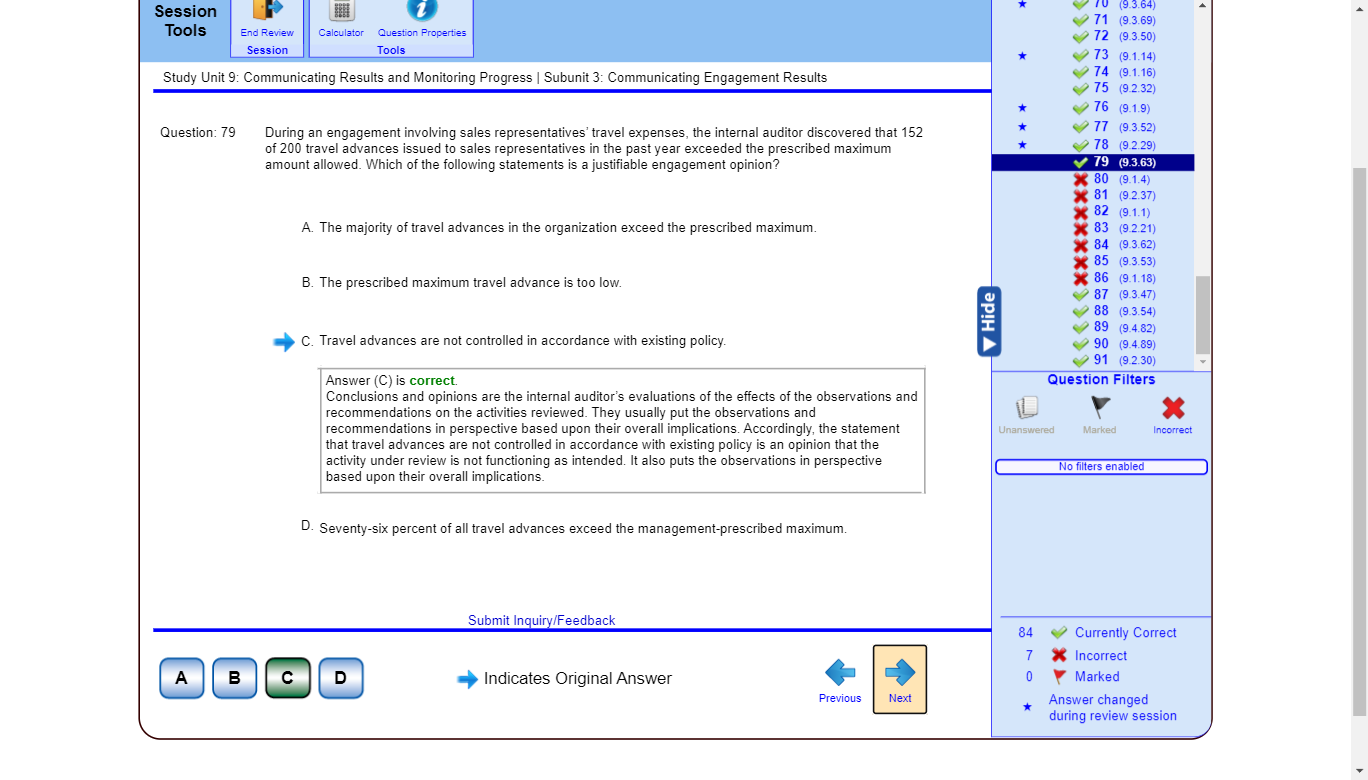 Session
Tools
End Review
Session
Calculator
Question Properties
Tools
Study Unit 9: Communicating Results and Monitoring Progress | Subunit 3: Communicating Engagement Results
Question: 79
During an engagement involving sales representatives' travel expenses, the internal auditor discovered that 152
of 200 travel advances issued to sales representatives in the past year exceeded the prescribed maximum
amount allowed. Which of the following statements is a justifiable engagement opinion?
A. The majority of travel advances in the organization exceed the prescribed maximum.
B. The prescribed maximum travel advance is too low.
C. Travel advances are not controlled in accordance with existing policy.
Answer (C) is correct.
Conclusions and opinions are the internal auditor's evaluations of the effects of the observations and
recommendations on the activities reviewed. They usually put the observations and
recommendations in perspective based upon their overall implications. Accordingly, the statement
that travel advances are not controlled in accordance with existing policy is an opinion that the
activity under review is not functioning as intended. It also puts the observations in perspective
based upon their overall implications.
D. Seventy-six percent of all travel advances exceed the management-prescribed maximum.
Submit Inquiry/Feedback
A B C D
Indicates Original Answer
Previous
Next
70 (9.3.64)
71 (9.3.69)
72 (9.3.50)
73 (9.1.14)
74 (9.1.16)
75 (9.2.32)
76 (9.1.9)
77 (9.3.52)
78 (9.2.29)
79 (9.3.63)
80 (9.1.4)
81 (9.2.37)
82 (9.1.1)
83 (9.2.21)
84 (9.3.62)
85 (9.3.53)
86 (9.1.18)
87 (9.3.47)
88 (9.3.54)
89 (9.4.82)
90 (9.4.89)
91 (9.2.30)
Hide
Question Filters
Unanswered
Marked
Incorrect
No filters enabled
84 Currently Correct
7 Incorrect
0 Marked
Answer changed
during review session